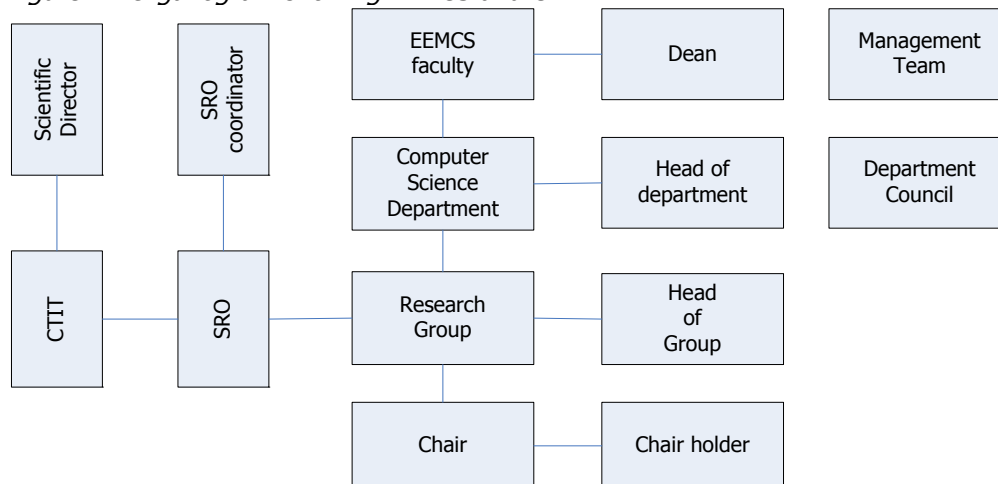 EEMCS
faculty
Dean
Management
Team
Scientific
Director
SRO
coordinator
Computer
Science
Department
Head of
department
Department
Council
CTIT
SRO
Research
Group
Head
of
Group
Chair
Chair holder